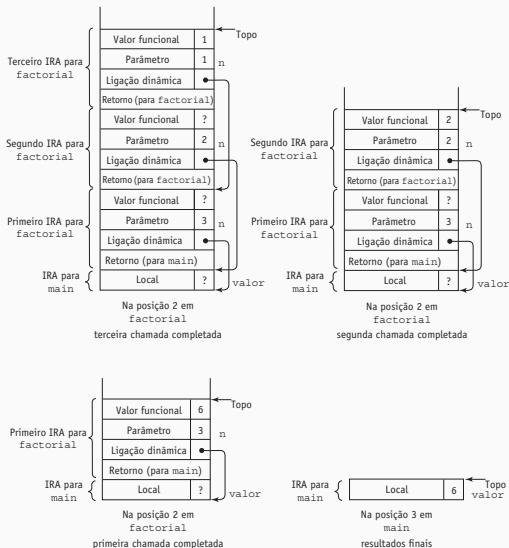 Topo
Valor funcional 1
Terceiro IRA para
factorial
Parâmetro 1 n
Ligação dinâmica
Retorno (para factorial)
Valor funcional ?
Segundo IRA para
factorial
Parâmetro 2 n
Ligação dinâmica
Retorno (para factorial)
Valor funcional ?
Primeiro IRA para
factorial
Parâmetro 3 n
Ligação dinâmica
Retorno (para main)
IRA para
main
Local ? valor
Na posição 2 em
factorial
terceira chamada completada
Topo
Valor funcional 2
Segundo IRA para
factorial
Parâmetro 2 n
Ligação dinâmica
Retorno (para factorial)
Valor funcional ?
Primeiro IRA para
factorial
Parâmetro 3 n
Ligação dinâmica
Retorno (para main)
IRA para
main
Local ? valor
Na posição 2 em
factorial
segunda chamada completada
Topo
Valor funcional 6
Primeiro IRA para
factorial
Parâmetro 3 n
Ligação dinâmica
Retorno (para main)
IRA para
main
Local ? valor
Na posição 2 em
factorial
primeira chamada completada
IRA para
main
Local 6
Topo
valor
Na posição 3 em
main
resultados finais